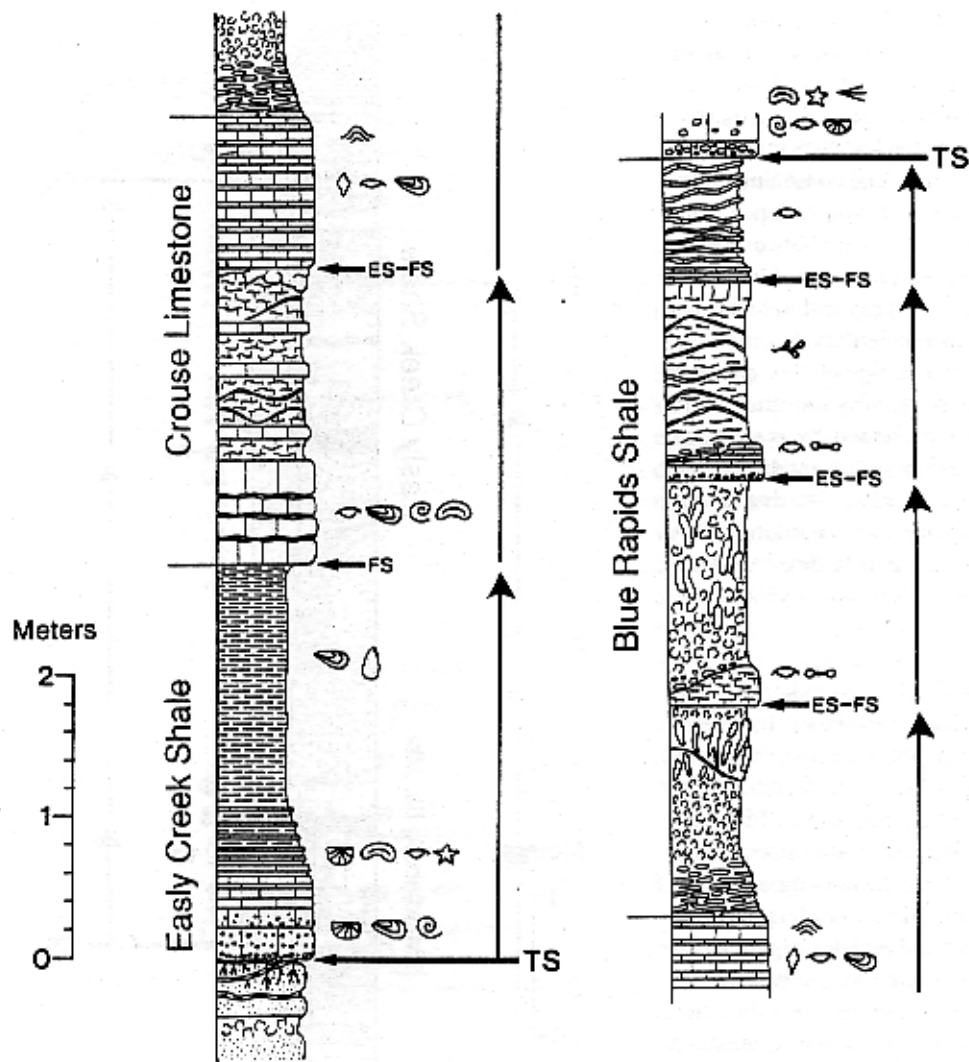 Crouse Limestone
ES–FS
FS
Easly Creek Shale
Meters
2
1
0
TS
Blue Rapids Shale
TS
ES–FS
ES–FS
ES–FS